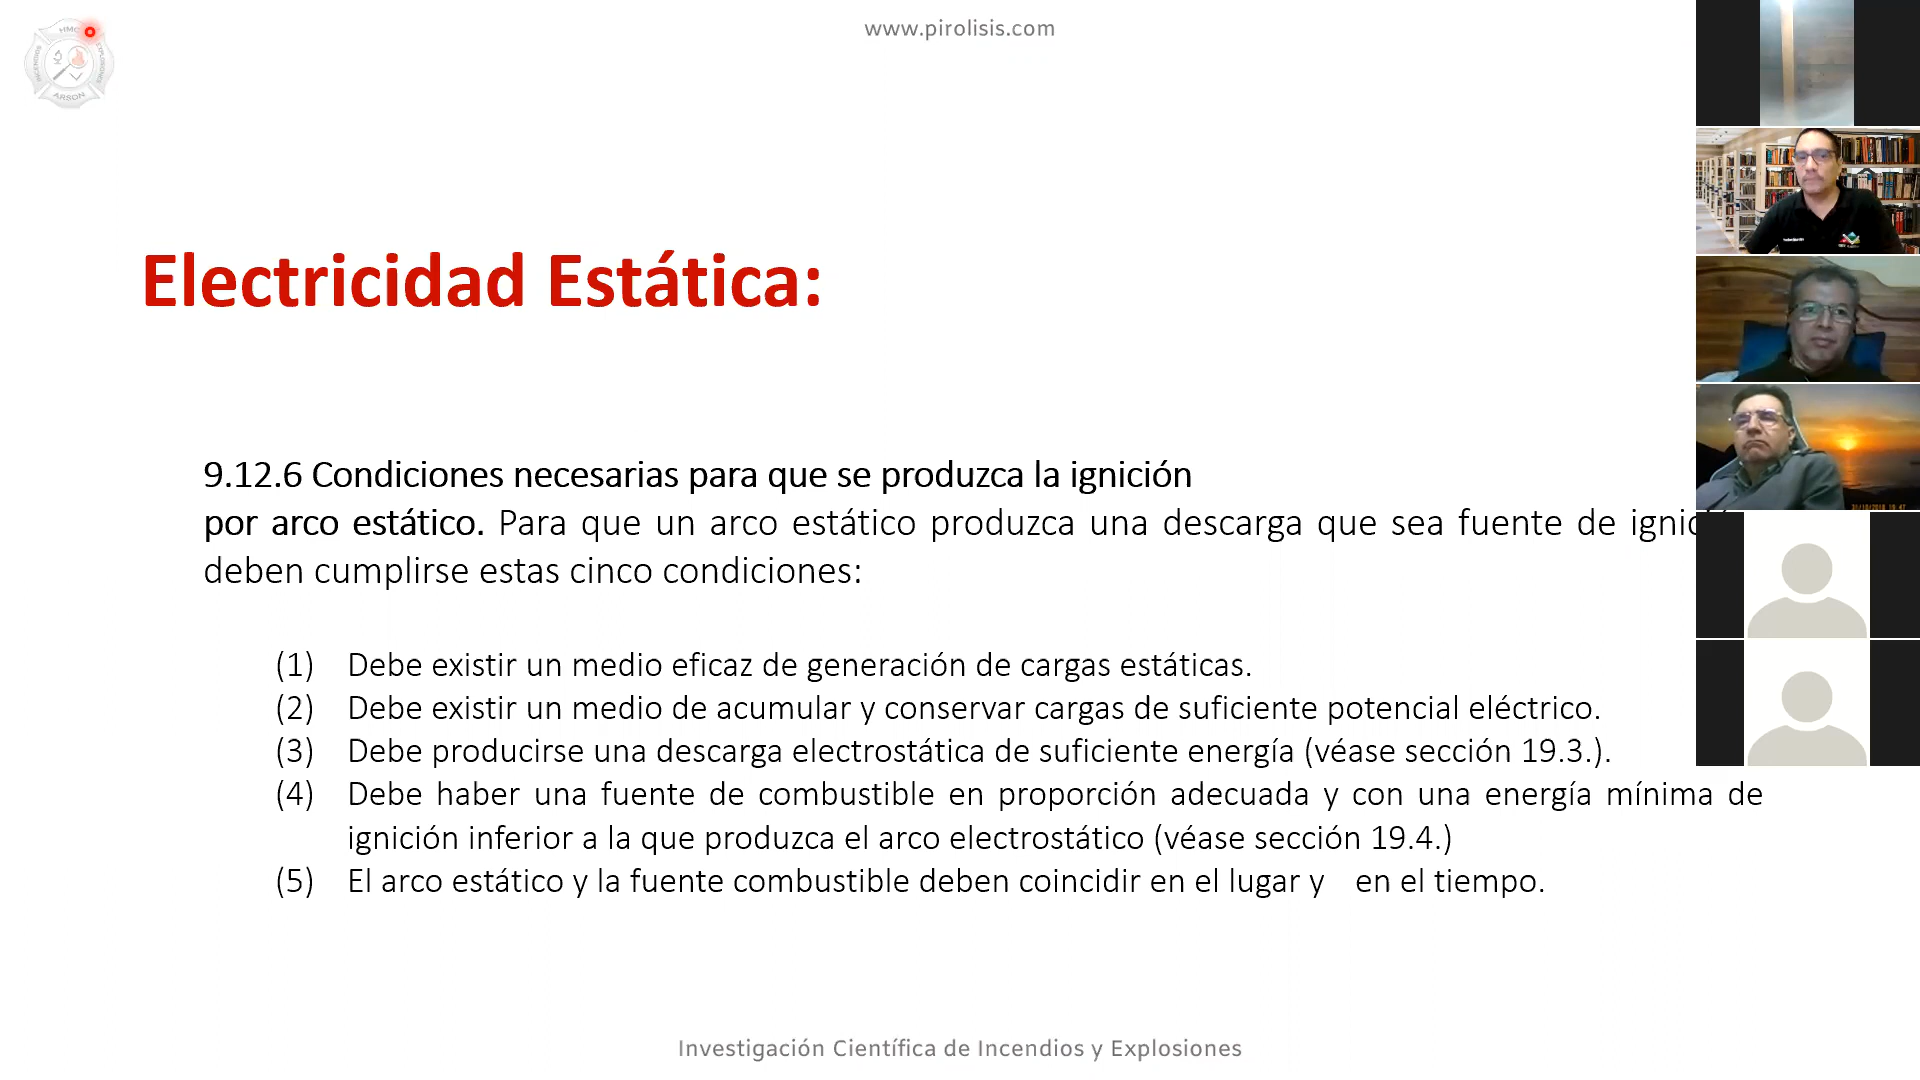 www.pirolisis.com
HMC
INCENDIOS
EXPLOSIONES
ARSON
Electricidad Estática:
9.12.6 Condiciones necesarias para que se produzca la ignición
por arco estático. Para que un arco estático produzca una descarga que sea fuente de
deben cumplirse estas cinco condiciones:
(1) Debe existir un medio eficaz de generación de cargas estáticas.
(2) Debe existir un medio de acumular y conservar cargas de suficiente potencial eléctrico.
(3) Debe producirse una descarga electrostática de suficiente energía (véase sección 19.3.).
(4) Debe haber una fuente de combustible en proporción adecuada y con una energía mínima de
ignición inferior a la que produzca el arco electrostático (véase sección 19.4.)
(5) El arco estático y la fuente combustible deben coincidir en el lugar y en el tiempo.
Investigación Científica de Incendios y Explosiones